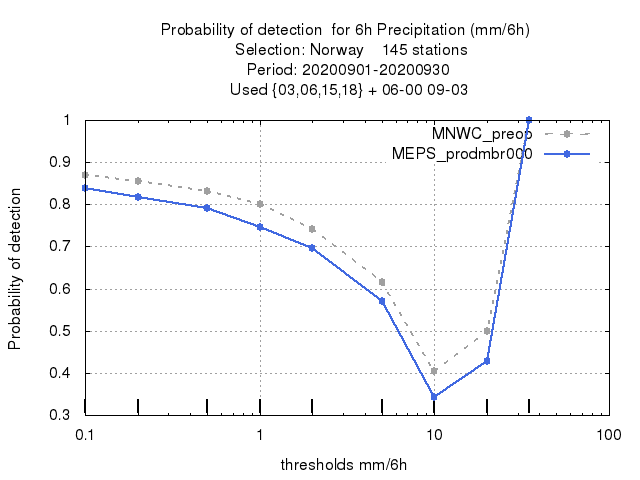 Probability of detection  for 6h Precipitation (mm/6h)
Selection: Norway    145 stations
Period: 20200901-20200930
Used {03,06,15,18} + 06-00 09-03
MNWC_preop
MEPS_prodmbr000
Probability of detection
1
0.9
0.8
0.7
0.6
0.5
0.4
0.3
0.1 1 10 100
thresholds mm/6h